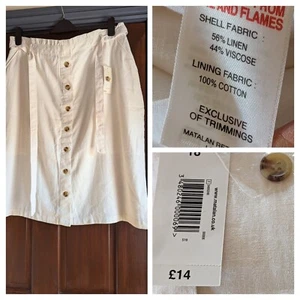 FROM
AND FLAMES
SHELL FABRIC :
56% LINEN
44% VISCOSE
LINING FABRIC :
100% COTTON
EXCLUSIVE
OF TRIMMINGS
MATALAN RE
www.matalan.co.uk
£14